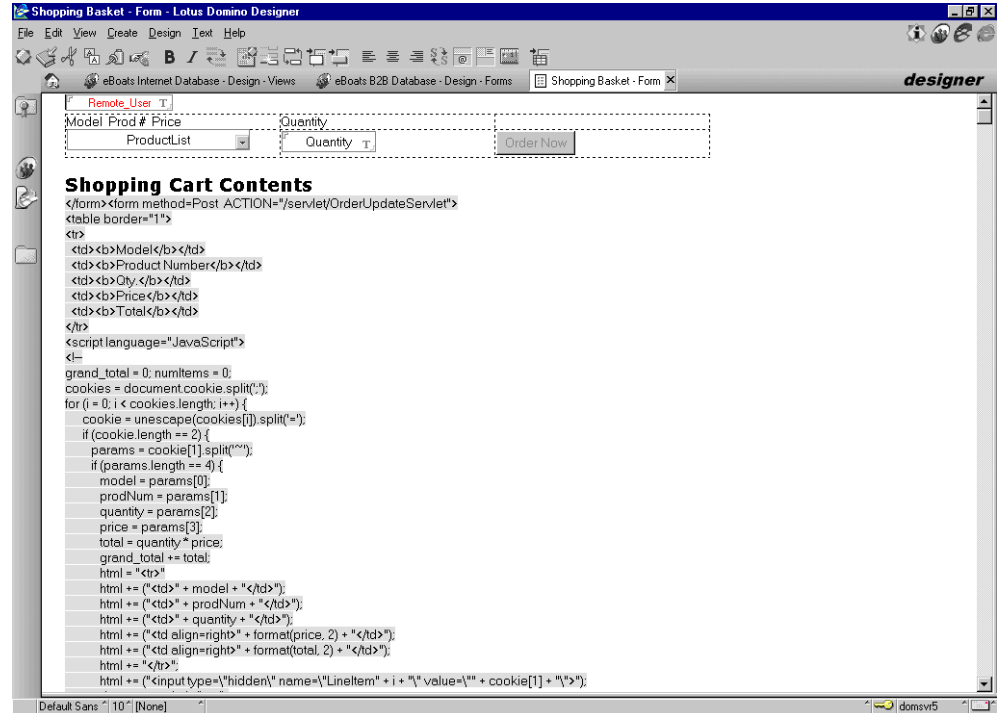 Shopping Basket - Form - Lotus Domino Designer
File Edit View Create Design Text Help
eBoats Internet Database - Design - Views eBoats B2B Database - Design - Forms Shopping Basket - Form designer
Remote_User T
Model Prod # Price Quantity
ProductList Quantity T Order Now
Shopping Cart Contents
</form><form method=Post ACTION="/servlet/OrderUpdateServlet">
<table border="1">
<tr>
<td><b>Model</b></td>
<td><b>Product Number</b></td>
<td><b>Qty.</b></td>
<td><b>Price</b></td>
<td><b>Total</b></td>
</tr>
<script language="JavaScript">
<!--
grand_total = 0; numItems = 0;
cookies = document.cookie.split(';');
for (i = 0; i < cookies.length; i++) {
cookie = unescape(cookies[i]).split('=');
if (cookie.length == 2) {
params = cookie[1].split('~');
if (params.length == 4) {
model = params[0];
prodNum = params[1];
quantity = params[2];
price = params[3];
total = quantity * price;
grand_total += total;
html = "<tr>"
html += ("<td>" + model + "</td>");
html += ("<td>" + prodNum + "</td>");
html += ("<td>" + quantity + "</td>");
html += ("<td align=right>" + format(price, 2) + "</td>");
html += ("<td align=right>" + format(total, 2) + "</td>");
html += "</tr>";
html += ("<input type=\"hidden\" name=\"LineItem" + i + "\" value=\"" + cookie[1] + "\">");
Default Sans 10 [None] domsvr5